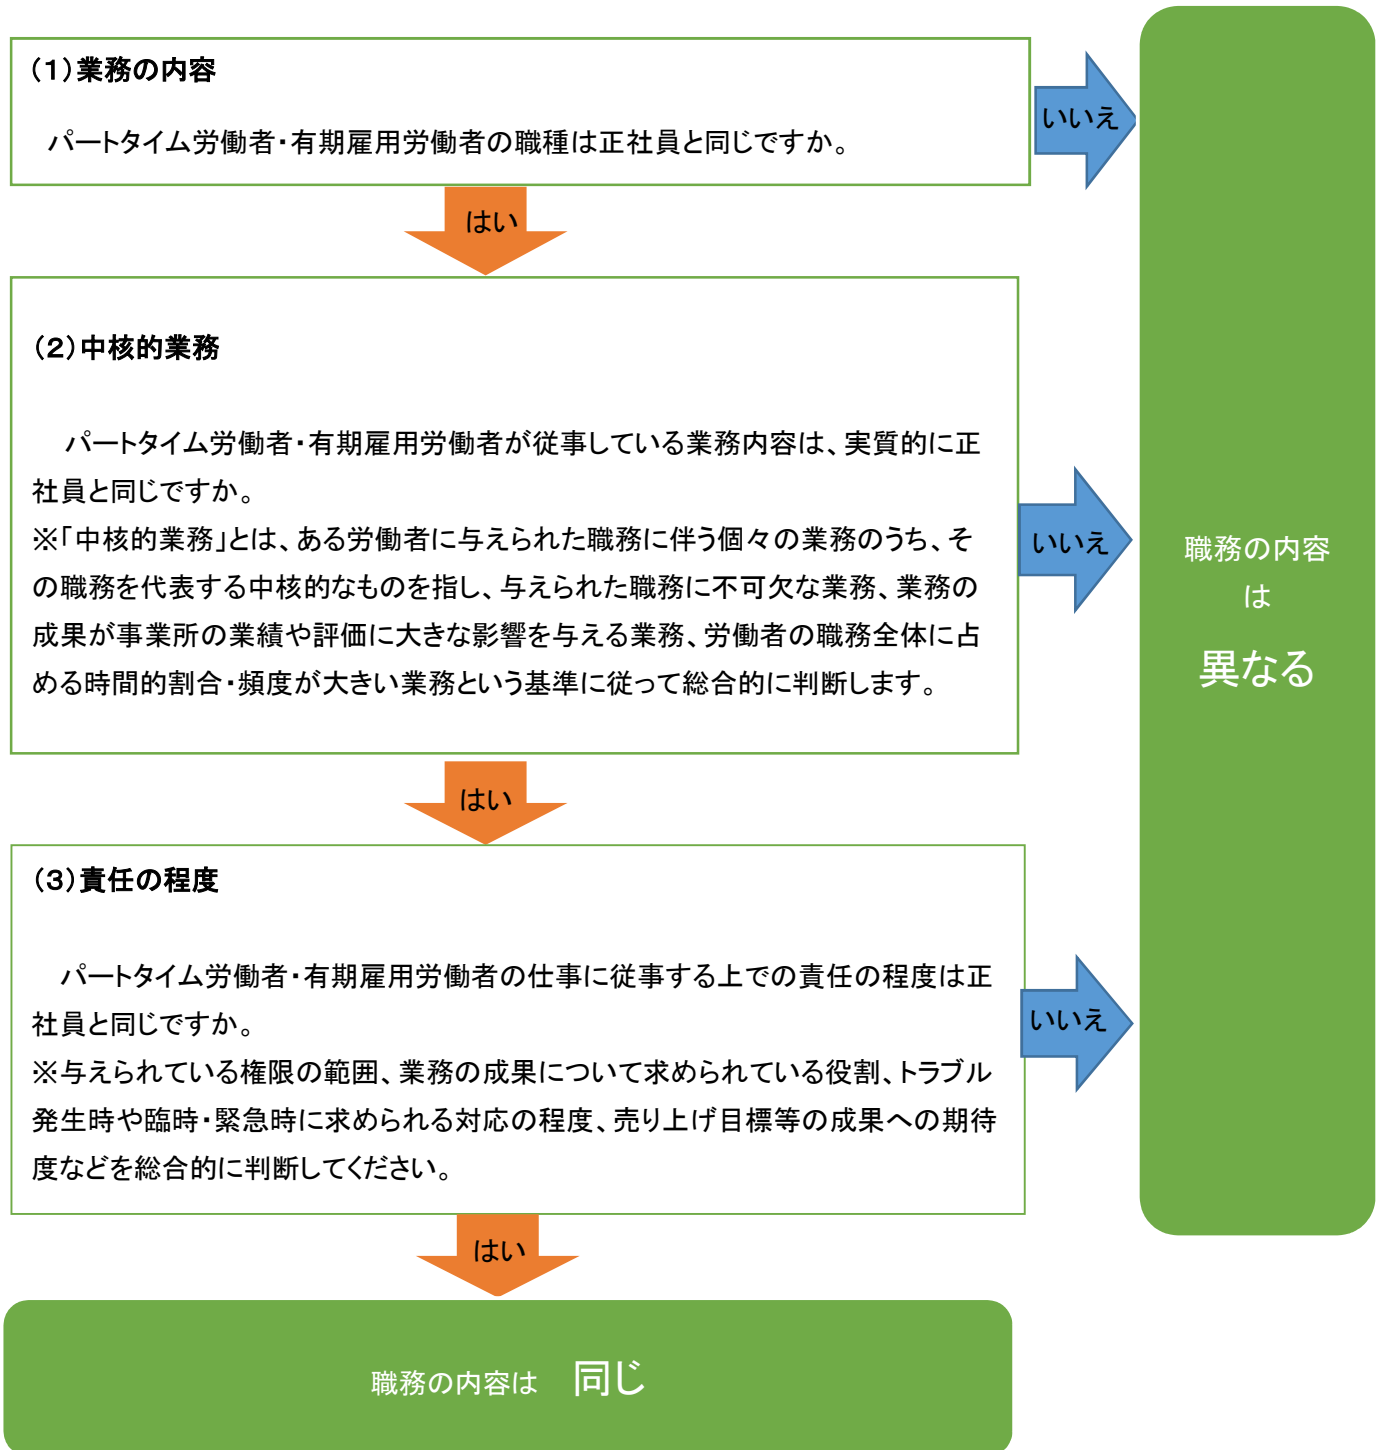 (1)業務の内容
パートタイム労働者・有期雇用労働者の職種は正社員と同じですか。
いいえ
はい
(2)中核的業務
パートタイム労働者・有期雇用労働者が従事している業務内容は、実質的に正
社員と同じですか。
※「中核的業務」とは、ある労働者に与えられた職務に伴う個々の業務のうち、そ
の職務を代表する中核的なものを指し、与えられた職務に不可欠な業務、業務の
成果が事業所の業績や評価に大きな影響を与える業務、労働者の職務全体に占
める時間的割合・頻度が大きい業務という基準に従って総合的に判断します。
いいえ
はい
(3)責任の程度
パートタイム労働者・有期雇用労働者の仕事に従事する上での責任の程度は正
社員と同じですか。
※与えられている権限の範囲、業務の成果について求められている役割、トラブル
発生時や臨時・緊急時に求められる対応の程度、売り上げ目標等の成果への期待
度などを総合的に判断してください。
いいえ
はい
職務の内容
は
異なる
職務の内容は 同じ